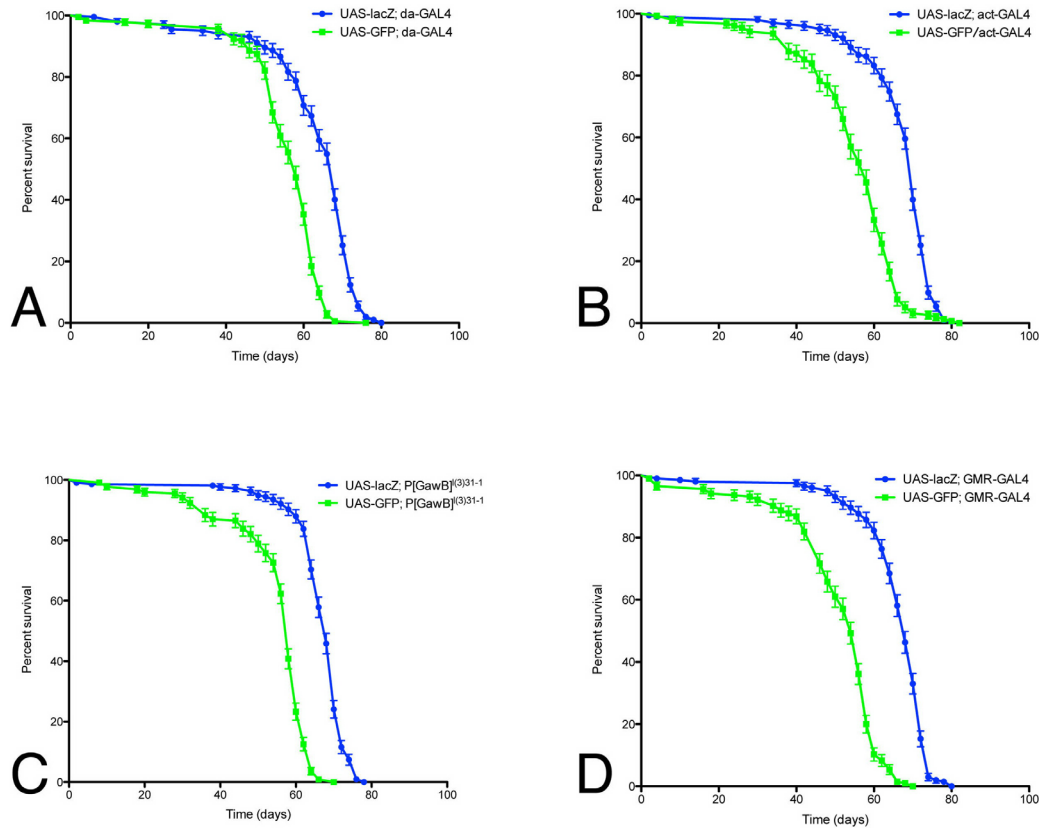 UAS-lacZ; da-GAL4
UAS-GFP; da-GAL4
100
80
60
40
20
0
Percent survival
0 20 40 60 80 100
Time (days)
A
UAS-lacZ; act-GAL4
UAS-GFP/act-GAL4
100
80
60
40
20
0
Percent survival
0 20 40 60 80 100
Time (days)
B
UAS-lacZ; P[GawB]l(3)31-1
UAS-GFP; P[GawB]l(3)31-1
100
80
60
40
20
0
Percent survival
0 20 40 60 80 100
Time (days)
C
UAS-lacZ; GMR-GAL4
UAS-GFP; GMR-GAL4
100
80
60
40
20
0
Percent survival
0 20 40 60 80 100
Time (days)
D